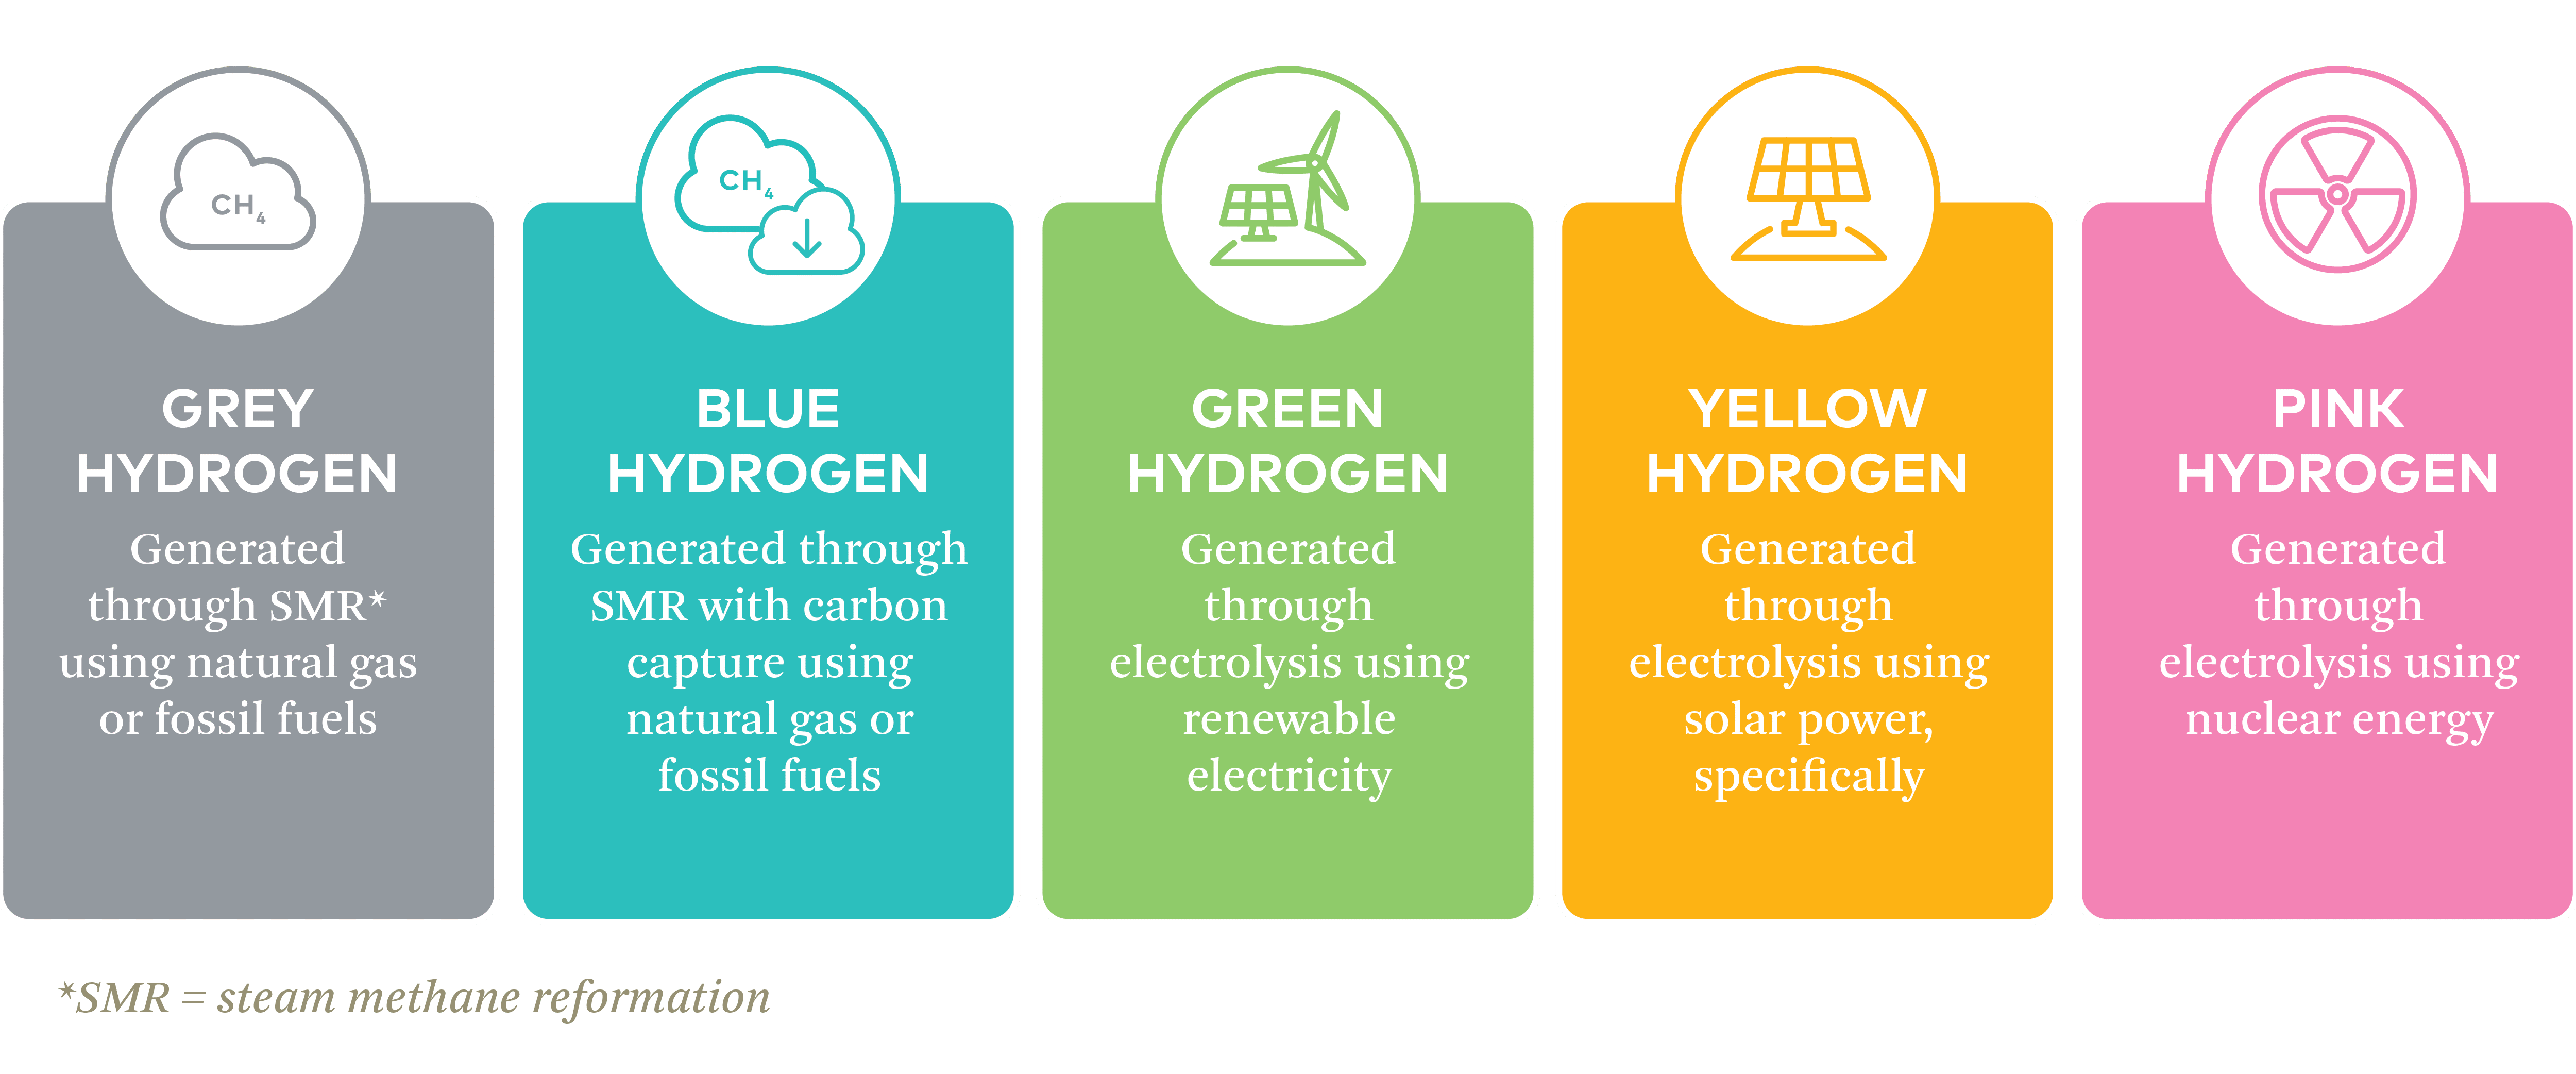 CH₄
GREY
HYDROGEN
Generated
through SMR*
using natural gas
or fossil fuels
CH₄
BLUE
HYDROGEN
Generated through
SMR with carbon
capture using
natural gas or
fossil fuels
GREEN
HYDROGEN
Generated
through
electrolysis using
renewable
electricity
YELLOW
HYDROGEN
Generated
through
electrolysis using
solar power,
specifically
PINK
HYDROGEN
Generated
through
electrolysis using
nuclear energy
*SMR = steam methane reformation